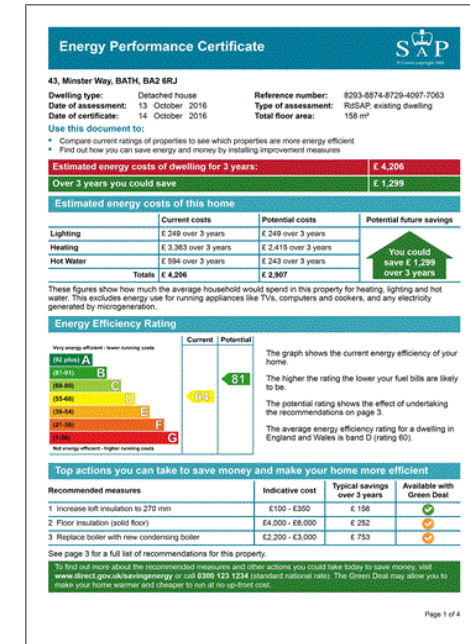 Energy Performance Certificate
SAP
43, Minster Way, BATH, BA2 6RJ
Dwelling type: Detached house Reference number: 8293-8874-8729-4097-7063
Date of assessment: 13 October 2016 Type of assessment: RdSAP, existing dwelling
Date of certificate: 14 October 2016 Total floor area: 158 m²
Use this document to:
• Compare current ratings of properties to see which properties are more energy efficient
• Find out how you can save energy and money by installing improvement measures
Estimated energy costs of dwelling for 3 years: £ 4,206
Over 3 years you could save £ 1,299
Estimated energy costs of this home
Current costs Potential costs Potential future savings
Lighting £ 249 over 3 years £ 249 over 3 years
Heating £ 3,363 over 3 years £ 2,415 over 3 years
Hot Water £ 594 over 3 years £ 243 over 3 years
Totals £ 4,206 £ 2,907
You could
save £ 1,299
over 3 years
These figures show how much the average household would spend in this property for heating, lighting and hot
water. This excludes energy use for running appliances like TVs, computers and cookers, and any electricity
generated by microgeneration.
Energy Efficiency Rating
Current Potential
Very energy efficient - lower running costs
(92 plus) A
(81-91) B
(69-80) C
(55-68) D
(39-54) E
(21-38) F
(1-20) G
Not energy efficient - higher running costs
64
81
The graph shows the current energy efficiency of your
home.
The higher the rating the lower your fuel bills are likely
to be.
The potential rating shows the effect of undertaking
the recommendations on page 3.
The average energy efficiency rating for a dwelling in
England and Wales is band D (rating 60).
Top actions you can take to save money and make your home more efficient
Recommended measures Indicative cost Typical savings over 3 years Available with Green Deal
1 Increase loft insulation to 270 mm £100 - £350 £ 156
2 Floor insulation (solid floor) £4,000 - £6,000 £ 252
3 Replace boiler with new condensing boiler £2,200 - £3,000 £ 753
See page 3 for a full list of recommendations for this property.
To find out more about the recommended measures and other actions you could take today to save money, visit
www.direct.gov.uk/savingenergy or call 0300 123 1234 (standard national rate). The Green Deal may allow you to
make your home warmer and cheaper to run at no up-front cost.
Page 1 of 4